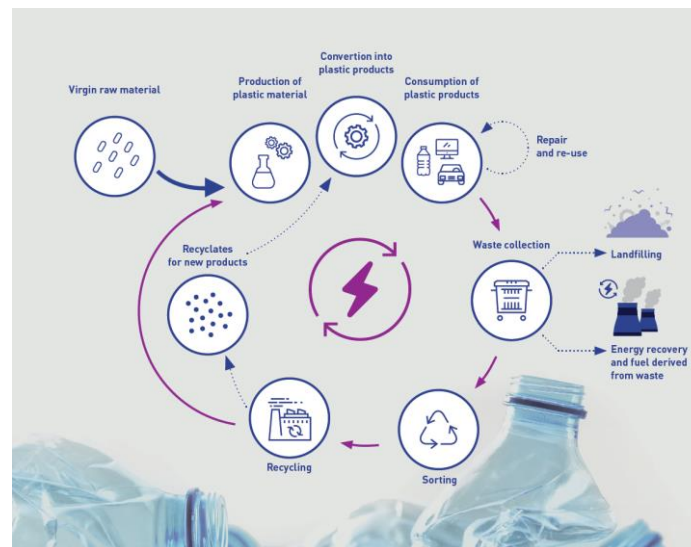 Convertion into
plastic products
Production of
plastic material
Consumption of
plastic products
Virgin raw material
Repair
and re-use
Recyclates
for new products
Waste collection
Landfilling
Energy recovery
and fuel derived
from waste
Recycling
Sorting